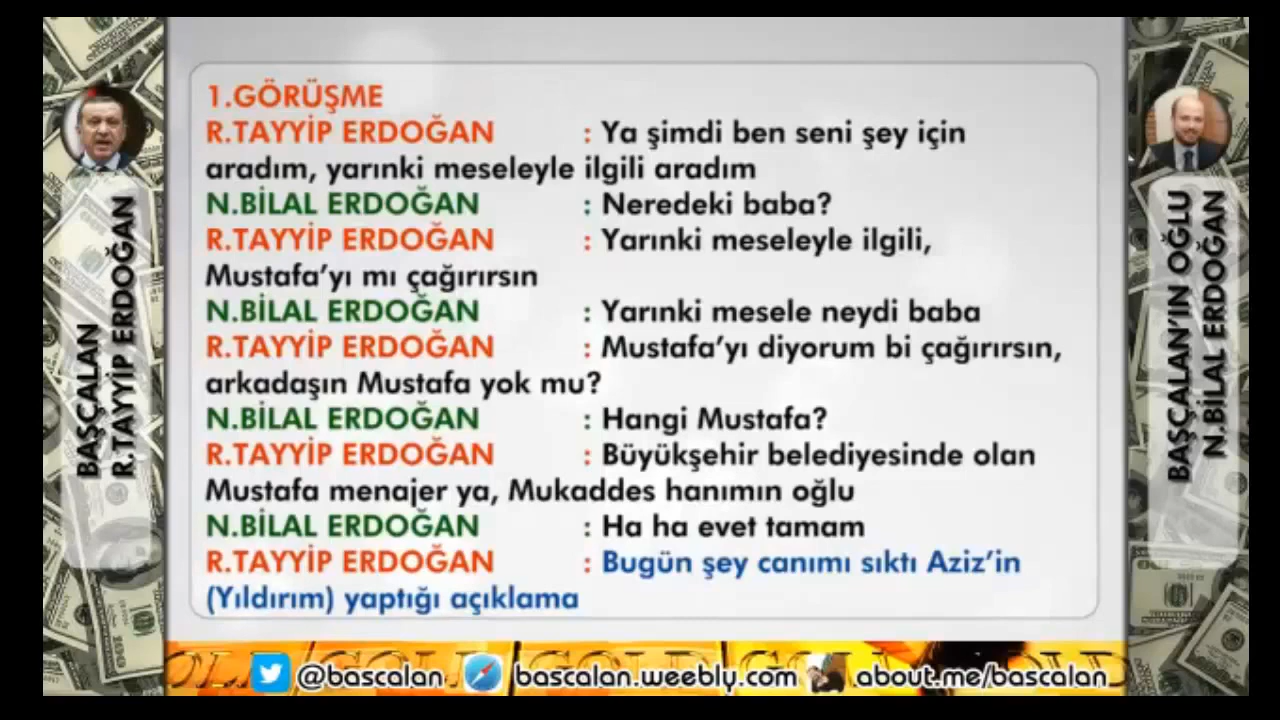 1.GÖRÜŞME
R.TAYYİP ERDOĞAN : Ya şimdi ben seni şey için
aradım, yarınki meseleyle ilgili aradım
N.BİLAL ERDOĞAN : Neredeki baba?
R.TAYYİP ERDOĞAN : Yarınki meseleyle ilgili,
Mustafa'yı mı çağırırsın
N.BİLAL ERDOĞAN : Yarınki mesele neydi baba
R.TAYYİP ERDOĞAN : Mustafa'yı diyorum bi çağırırsın,
arkadaşın Mustafa yok mu?
N.BİLAL ERDOĞAN : Hangi Mustafa?
R.TAYYİP ERDOĞAN : Büyükşehir belediyesinde olan
Mustafa menajer ya, Mukaddes hanımın oğlu
N.BİLAL ERDOĞAN : Ha ha evet tamam
R.TAYYİP ERDOĞAN : Bugün şey canımı sıktı Aziz'in
(Yıldırım) yaptığı açıklama
BAŞÇALAN
R.TAYYİP ERDOĞAN
BAŞÇALAN'IN OĞLU
N.BİLAL ERDOĞAN
@bascalan bascalan.weebly.com about.me/bascalan